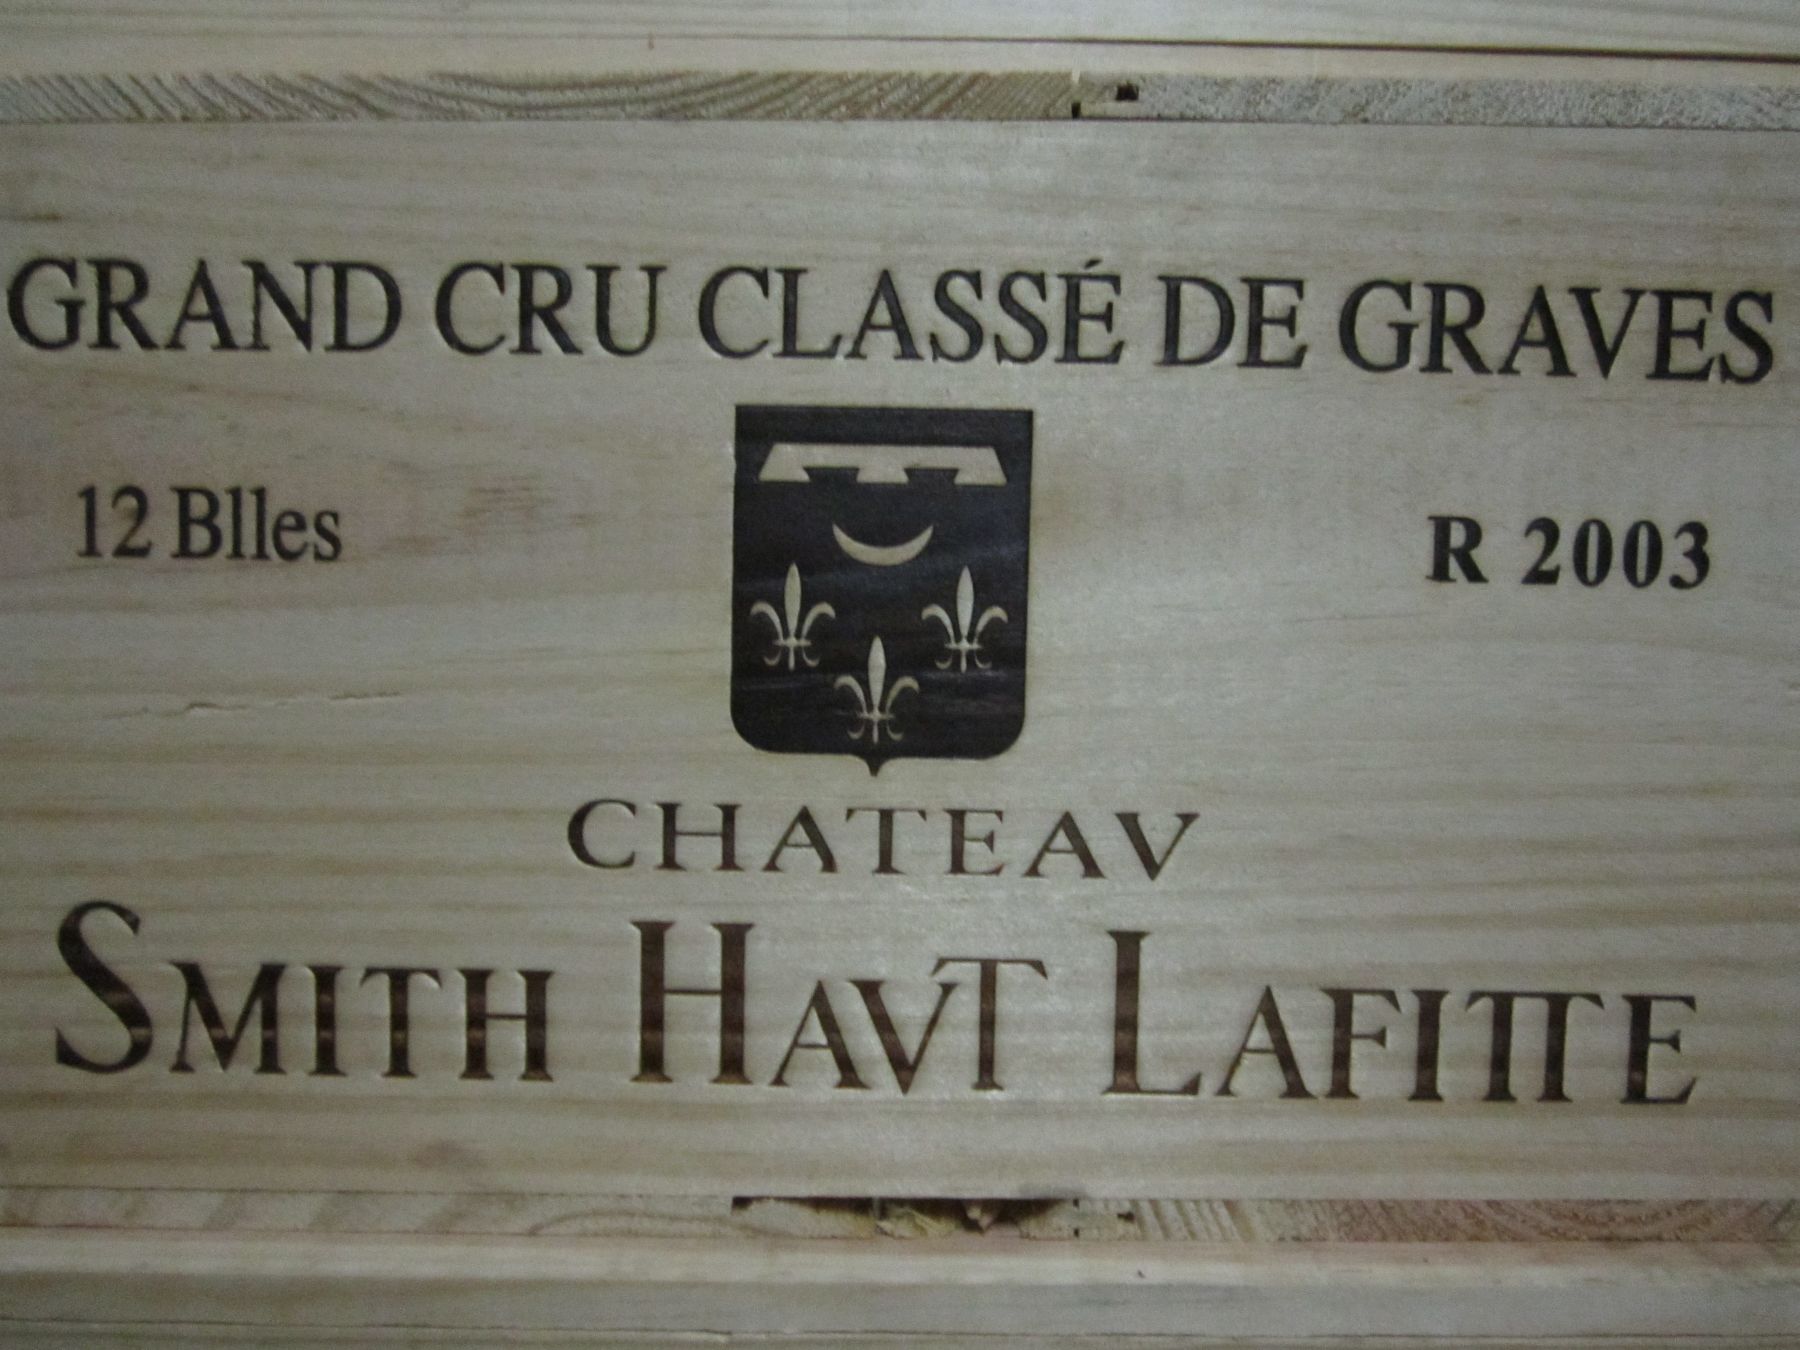 GRAND CRU CLASSÉ DE GRAVES
12 Blles
R 2003
CHATEAV
SMITH HAVT LAFITTE